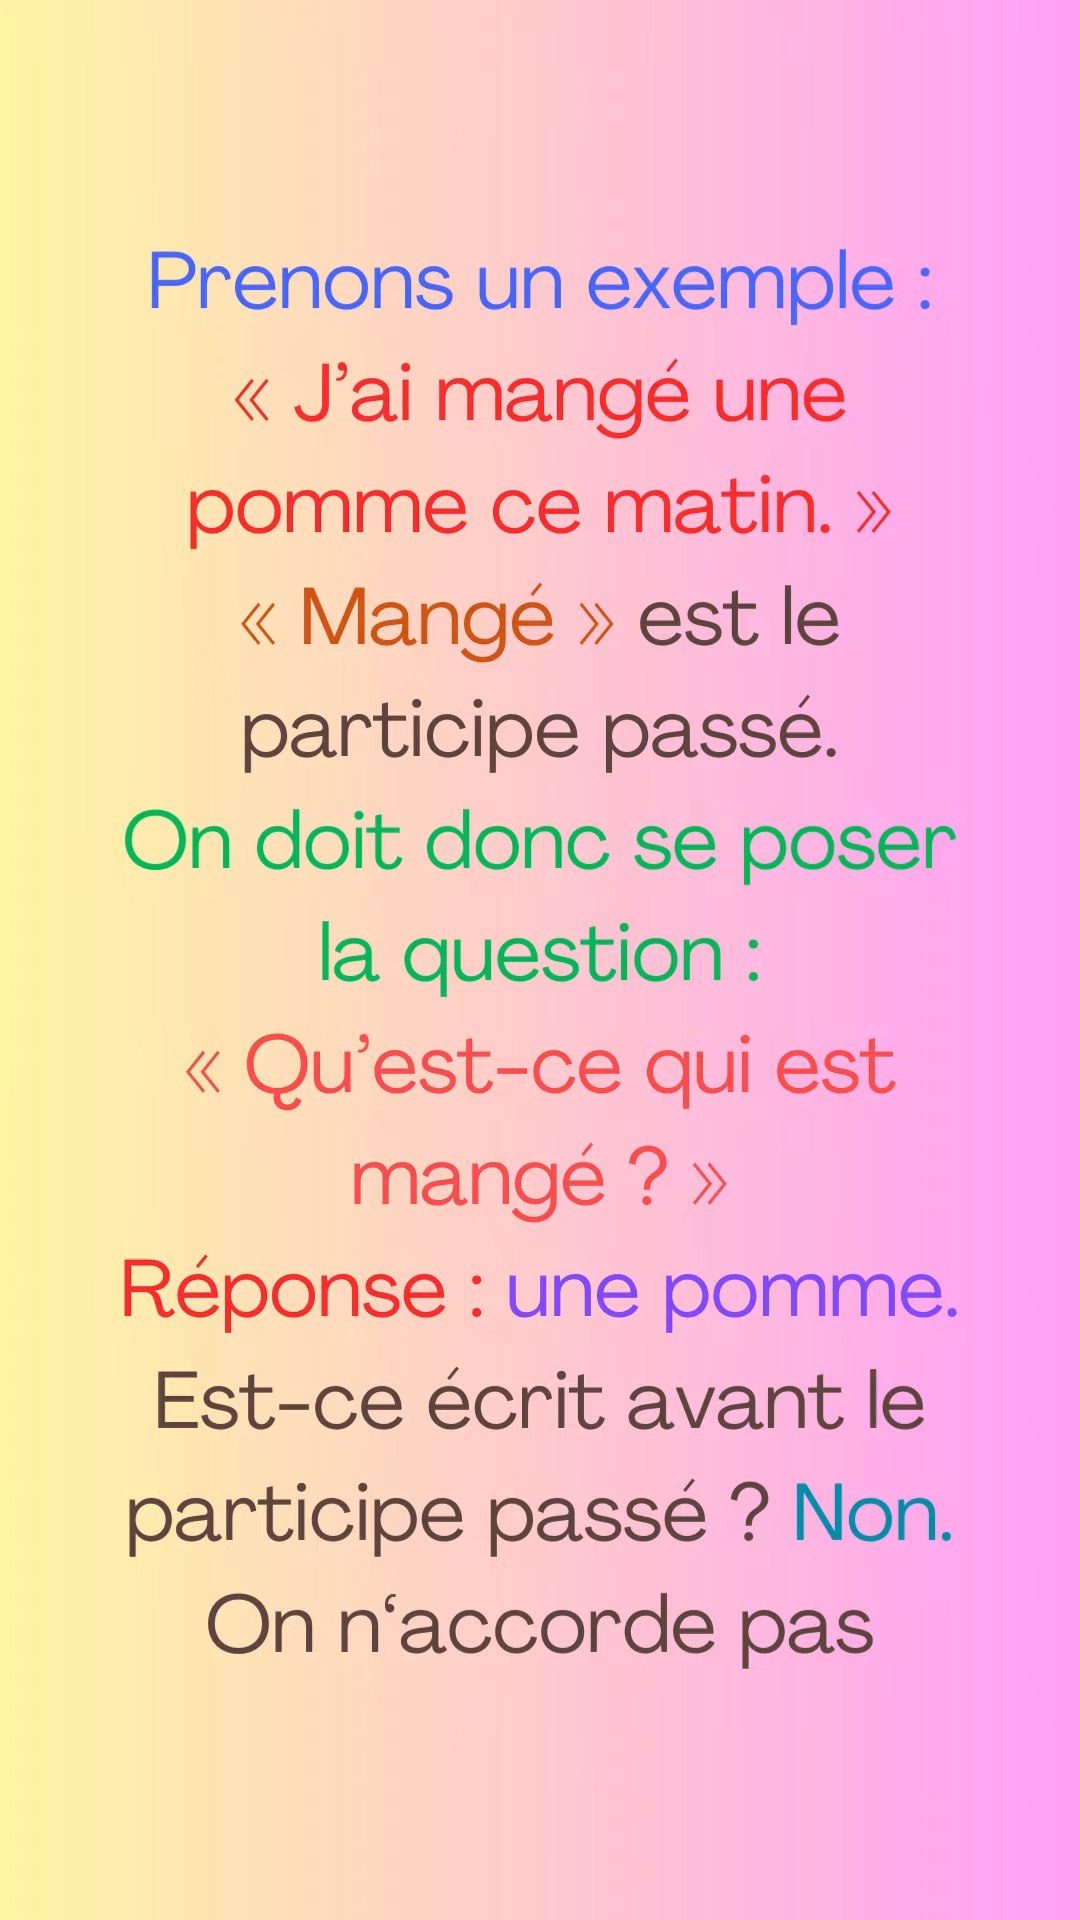 Prenons un exemple :
« J’ai mangé une
pomme ce matin. »
« Mangé » est le
participe passé.
On doit donc se poser
la question :
« Qu’est-ce qui est
mangé ? »
Réponse : une pomme.
Est-ce écrit avant le
participe passé ? Non.
On n‘accorde pas